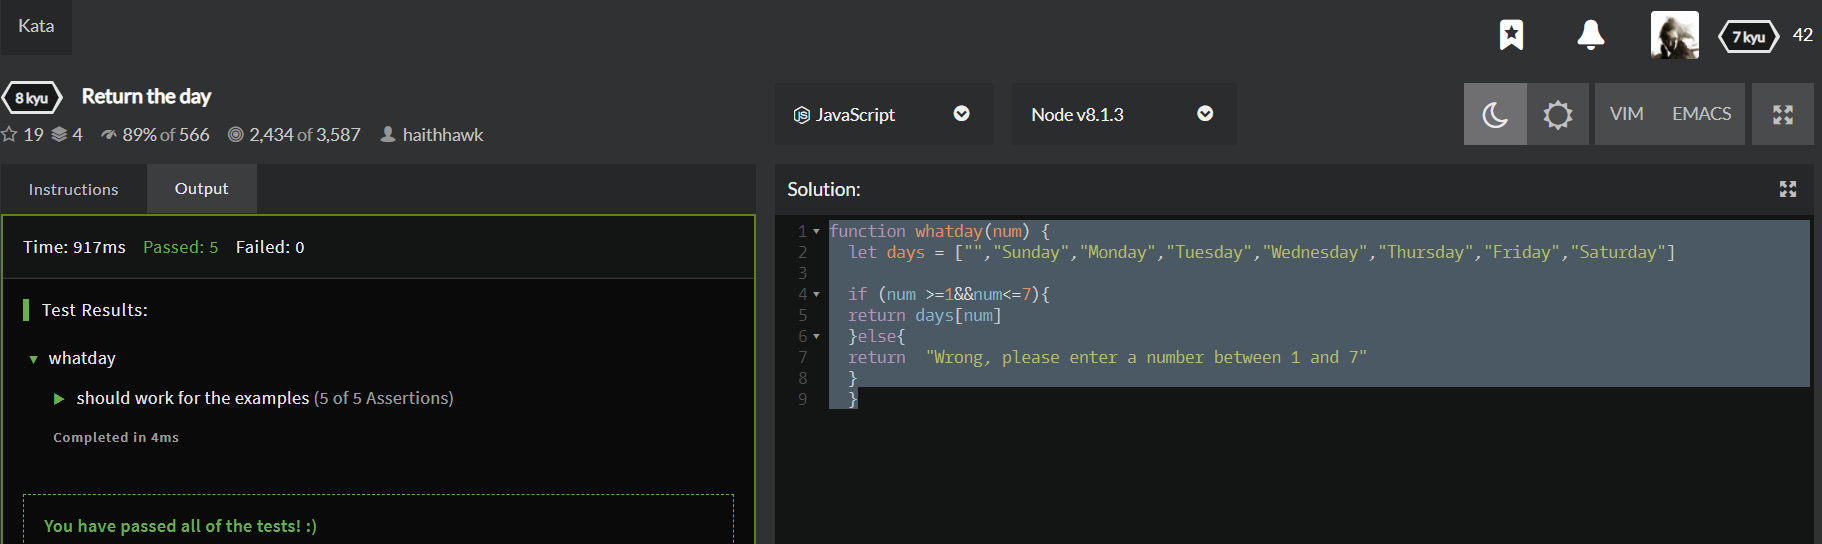 Kata
7 kyu 42
8 kyu Return the day
19 4 89% of 566 2,434 of 3,587 haithhawk
JS JavaScript
Node v8.1.3
VIM EMACS
Instructions Output
Time: 917ms Passed: 5 Failed: 0
Test Results:
whatday
should work for the examples (5 of 5 Assertions)
Completed in 4ms
You have passed all of the tests! :)
Solution:
1 function whatday(num) {
2 let days = ["","Sunday","Monday","Tuesday","Wednesday","Thursday","Friday","Saturday"]
3
4 if (num >=1&&num<=7){
5 return days[num]
6 }else{
7 return  "Wrong, please enter a number between 1 and 7"
8 }
9 }